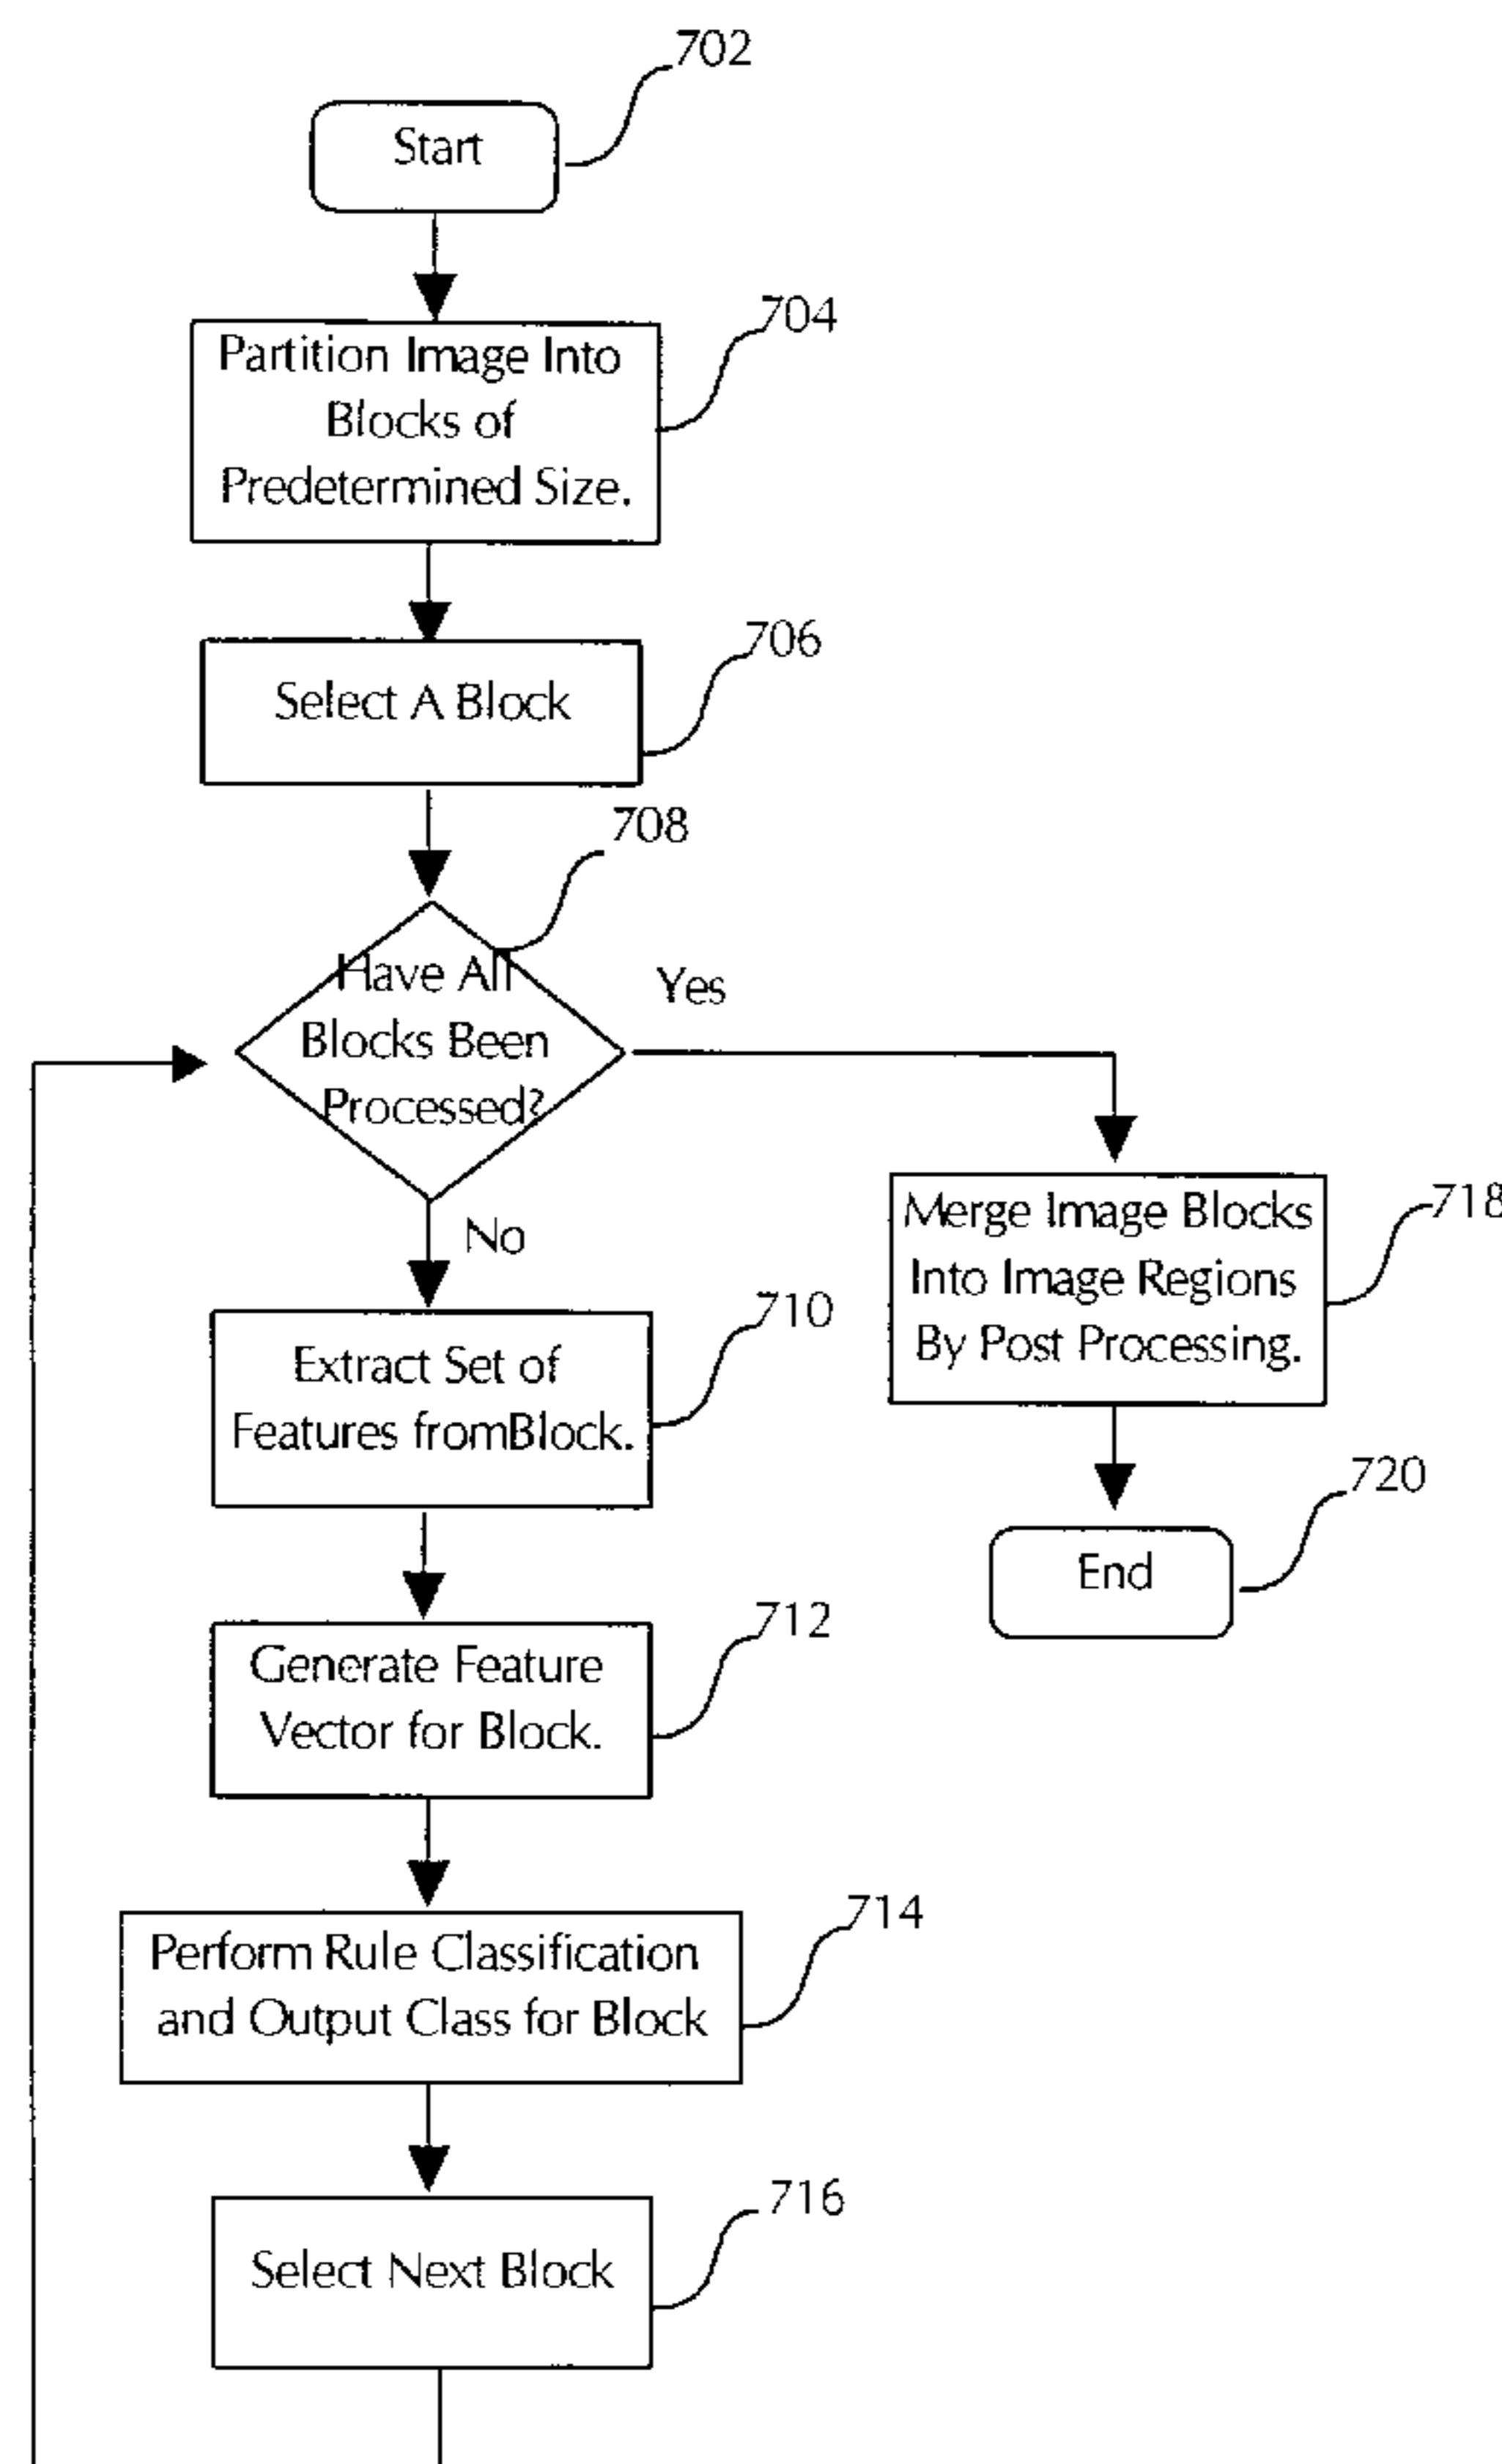 702
Start
704
Partition Image Into
Blocks of
Predetermined Size.
706
Select A Block
708
Have All
Blocks Been
Processed?
Yes
No
718
Merge Image Blocks
Into Image Regions
By Post Processing.
710
Extract Set of
Features fromBlock.
720
End
712
Generate Feature
Vector for Block.
714
Perform Rule Classification
and Output Class for Block
716
Select Next Block